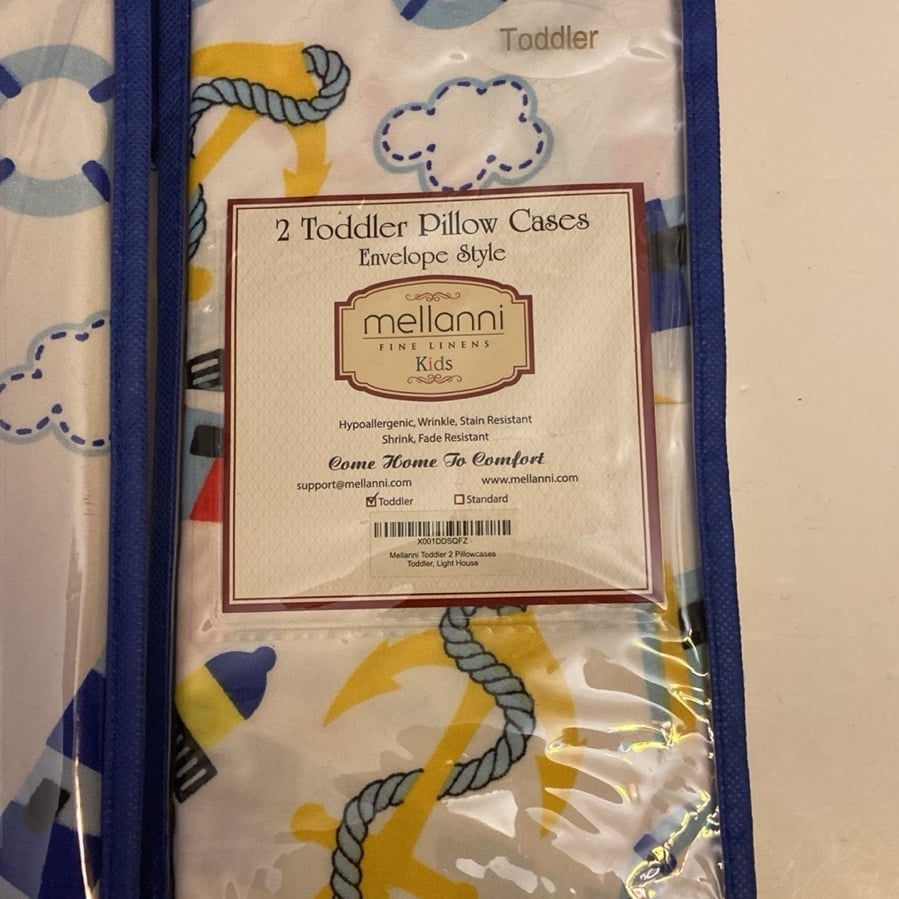 Toddler
2 Toddler Pillow Cases
Envelope Style
mellanni
FINE LINENS
Kids
Hypoallergenic, Wrinkle, Stain Resistant
Shrink, Fade Resistant
Come Home To Comfort
support@mellanni.com www.mellanni.com
Toddler Standard
X001DDSQFZ
Mellanni Toddler 2 Pillowcases
Toddler, Light House